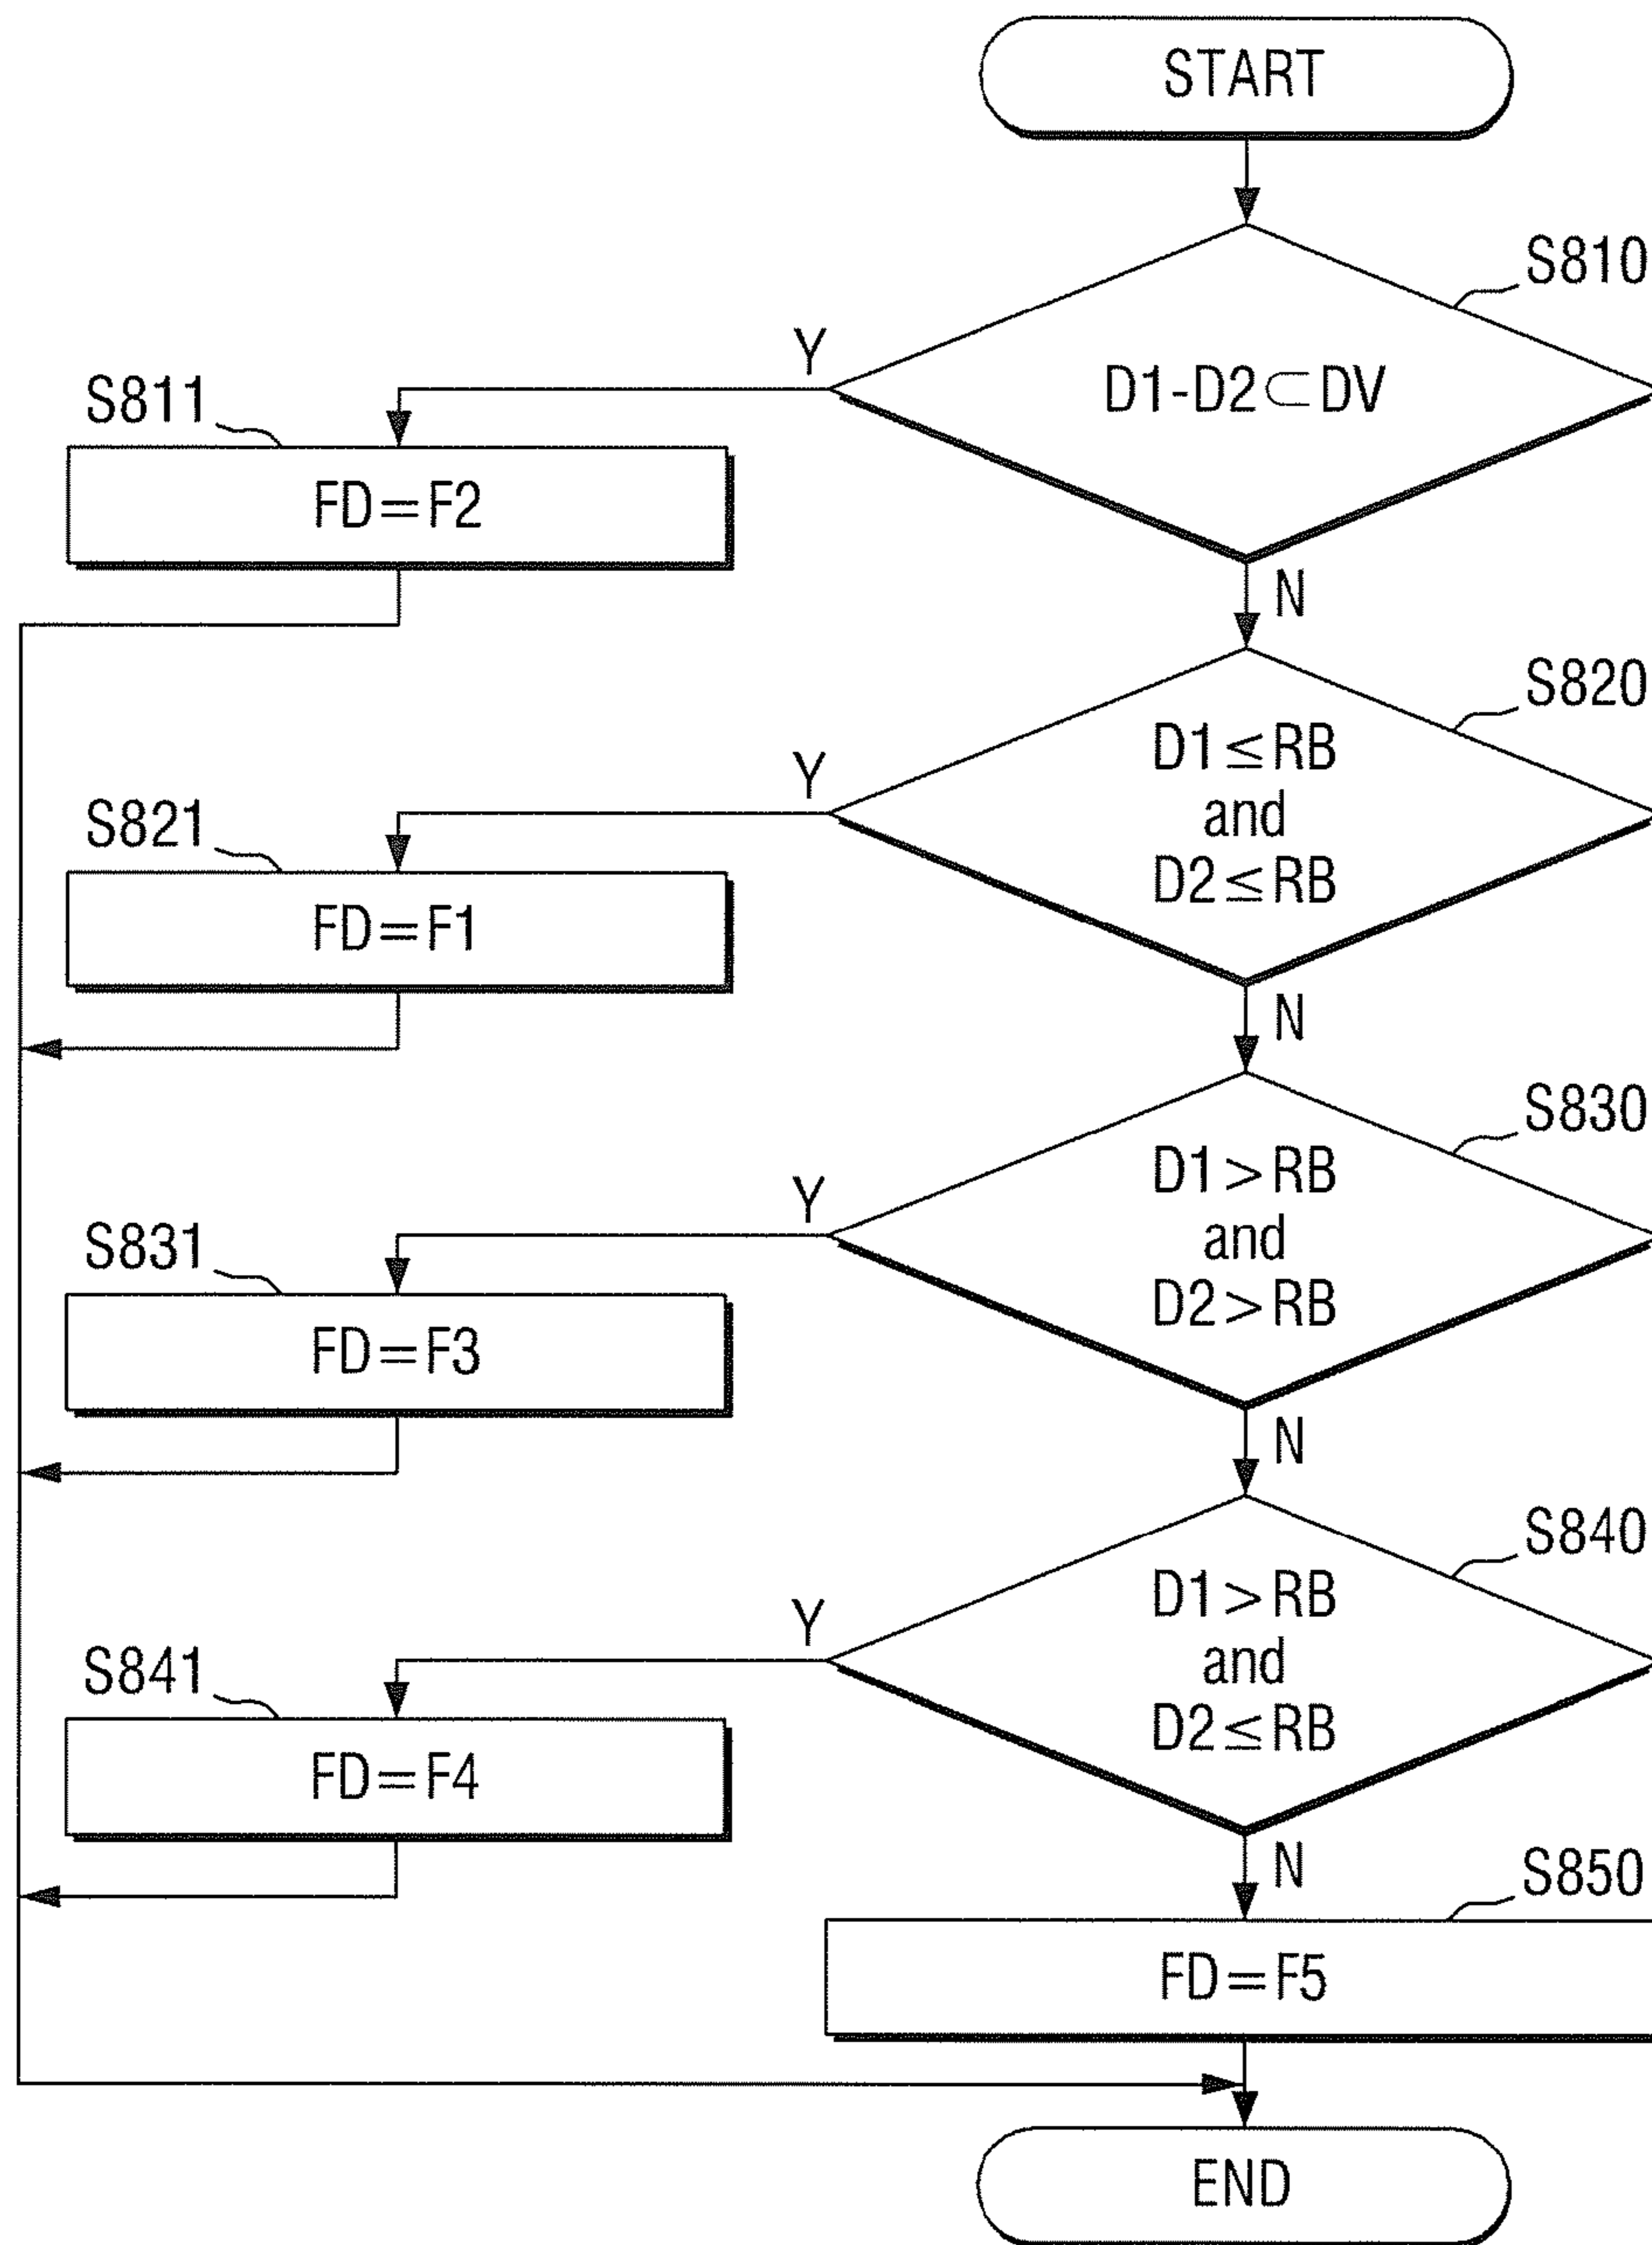 START
S810
D1-D2⊂DV
Y
S811
FD=F2
N
S820
D1≤RB
and
D2≤RB
Y
S821
FD=F1
N
S830
D1>RB
and
D2>RB
Y
S831
FD=F3
N
S840
D1>RB
and
D2≤RB
Y
S841
FD=F4
N
S850
FD=F5
END